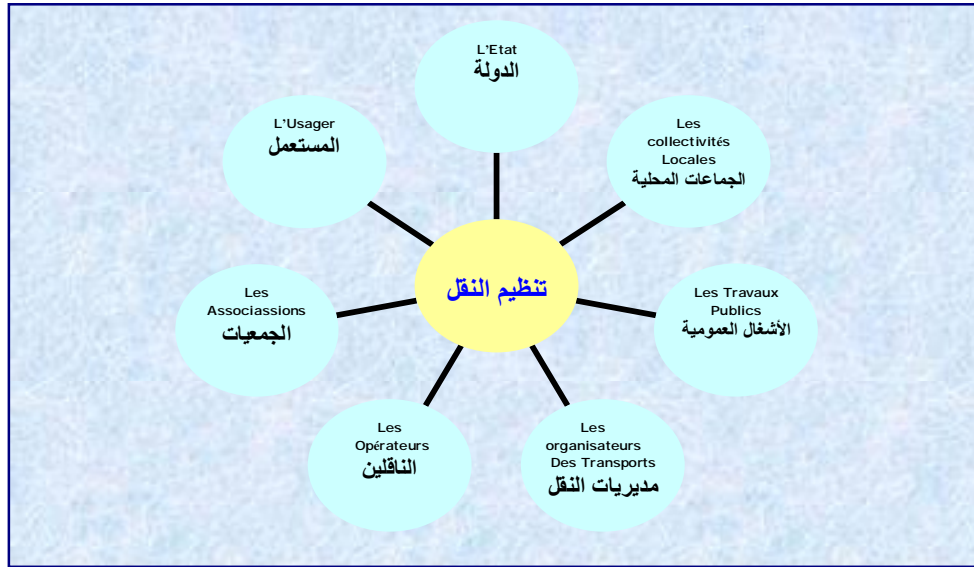 L'Etat
الدولة
L'Usager
المستعمل
Les
collectivités
Locales
الجماعات المحلية
تنظيم النقل
Les
Associassions
الجمعيات
Les Travaux
Publics
الأشغال العمومية
Les
Opérateurs
الناقلين
Les
organisateurs
Des Transports
مديريات النقل